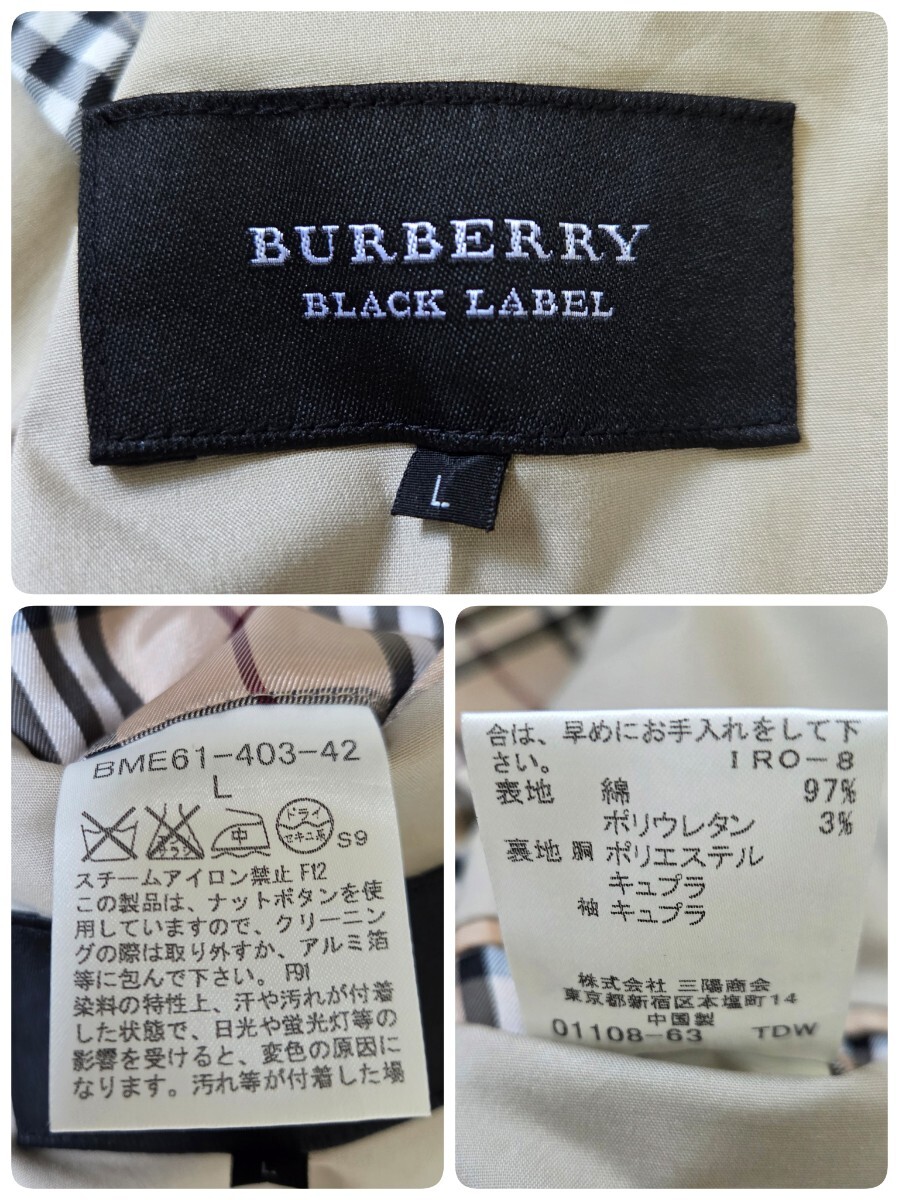 BURBERRY
BLACK LABEL
L
BME61-403-42
L
中
ドライ
セキユ系
S9
スチームアイロン禁止 F12
この製品は、ナットボタンを使
用していますので、クリーニン
グの際は取り外すか、アルミ箔
等に包んで下さい。 F91
染料の特性上、汗や汚れが付着
した状態で、日光や蛍光灯等の
影響を受けると、変色の原因に
なります。汚れ等が付着した場
合は、早めにお手入れをして下
さい。 IRO-8
表地 綿 97%
ポリウレタン 3%
裏地 胴 ポリエステル
キュプラ
袖 キュプラ
株式会社 三陽商会
東京都新宿区本塩町14
中国製
01108-63 TDW